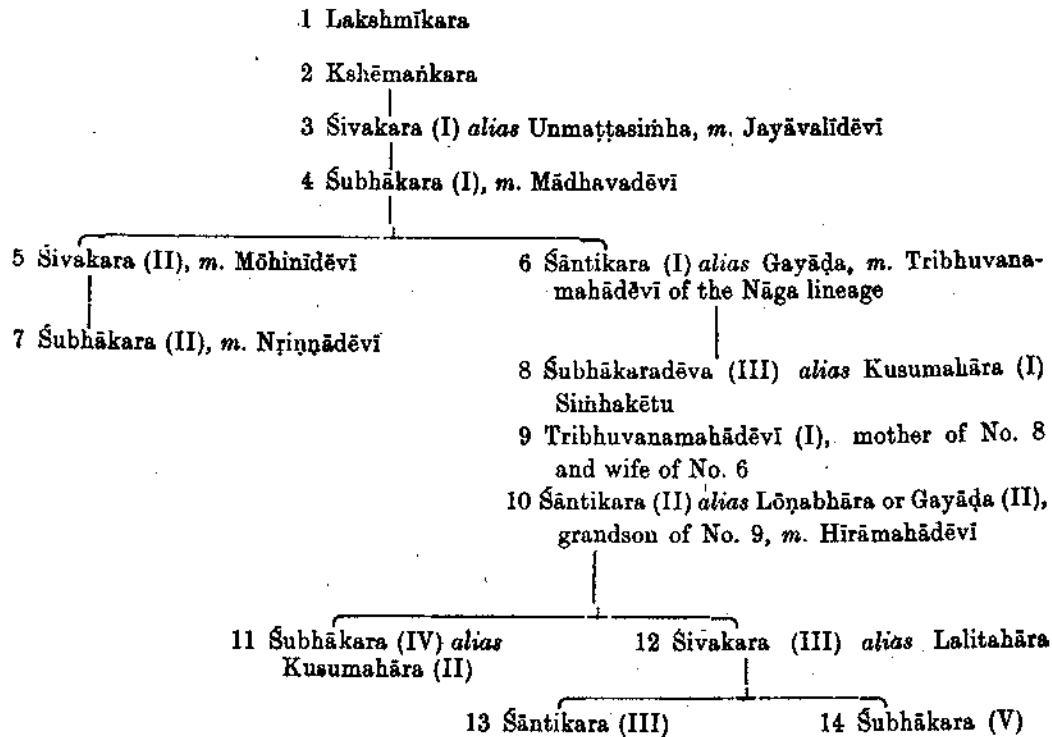 1 Lakshmīkara
2 Kshēmaṅkara
3 Śivakara (I) alias Unmaṭṭasiṁha, m. Jayāvalīdēvī
4 Śubhākara (I), m. Mādhavadēvī
5 Śivakara (II), m. Mōhinīdēvī
6 Śāntikara (I) alias Gayāḍa, m. Tribhuvana-
mahādēvī of the Nāga lineage
7 Śubhākara (II), m. Nṛiṇṇādēvī
8 Śubhākaradēva (III) alias Kusumahāra (I)
Siṁhakētu
9 Tribhuvanamahādēvī (I), mother of No. 8
and wife of No. 6
10 Śāntikara (II) alias Lōṇabhāra or Gayāḍa (II),
grandson of No. 9, m. Hīrāmahādēvī
11 Śubhākara (IV) alias
Kusumahāra (II)
12 Śivakara (III) alias Lalitahāra
13 Śāntikara (III)
14 Śubhākara (V)